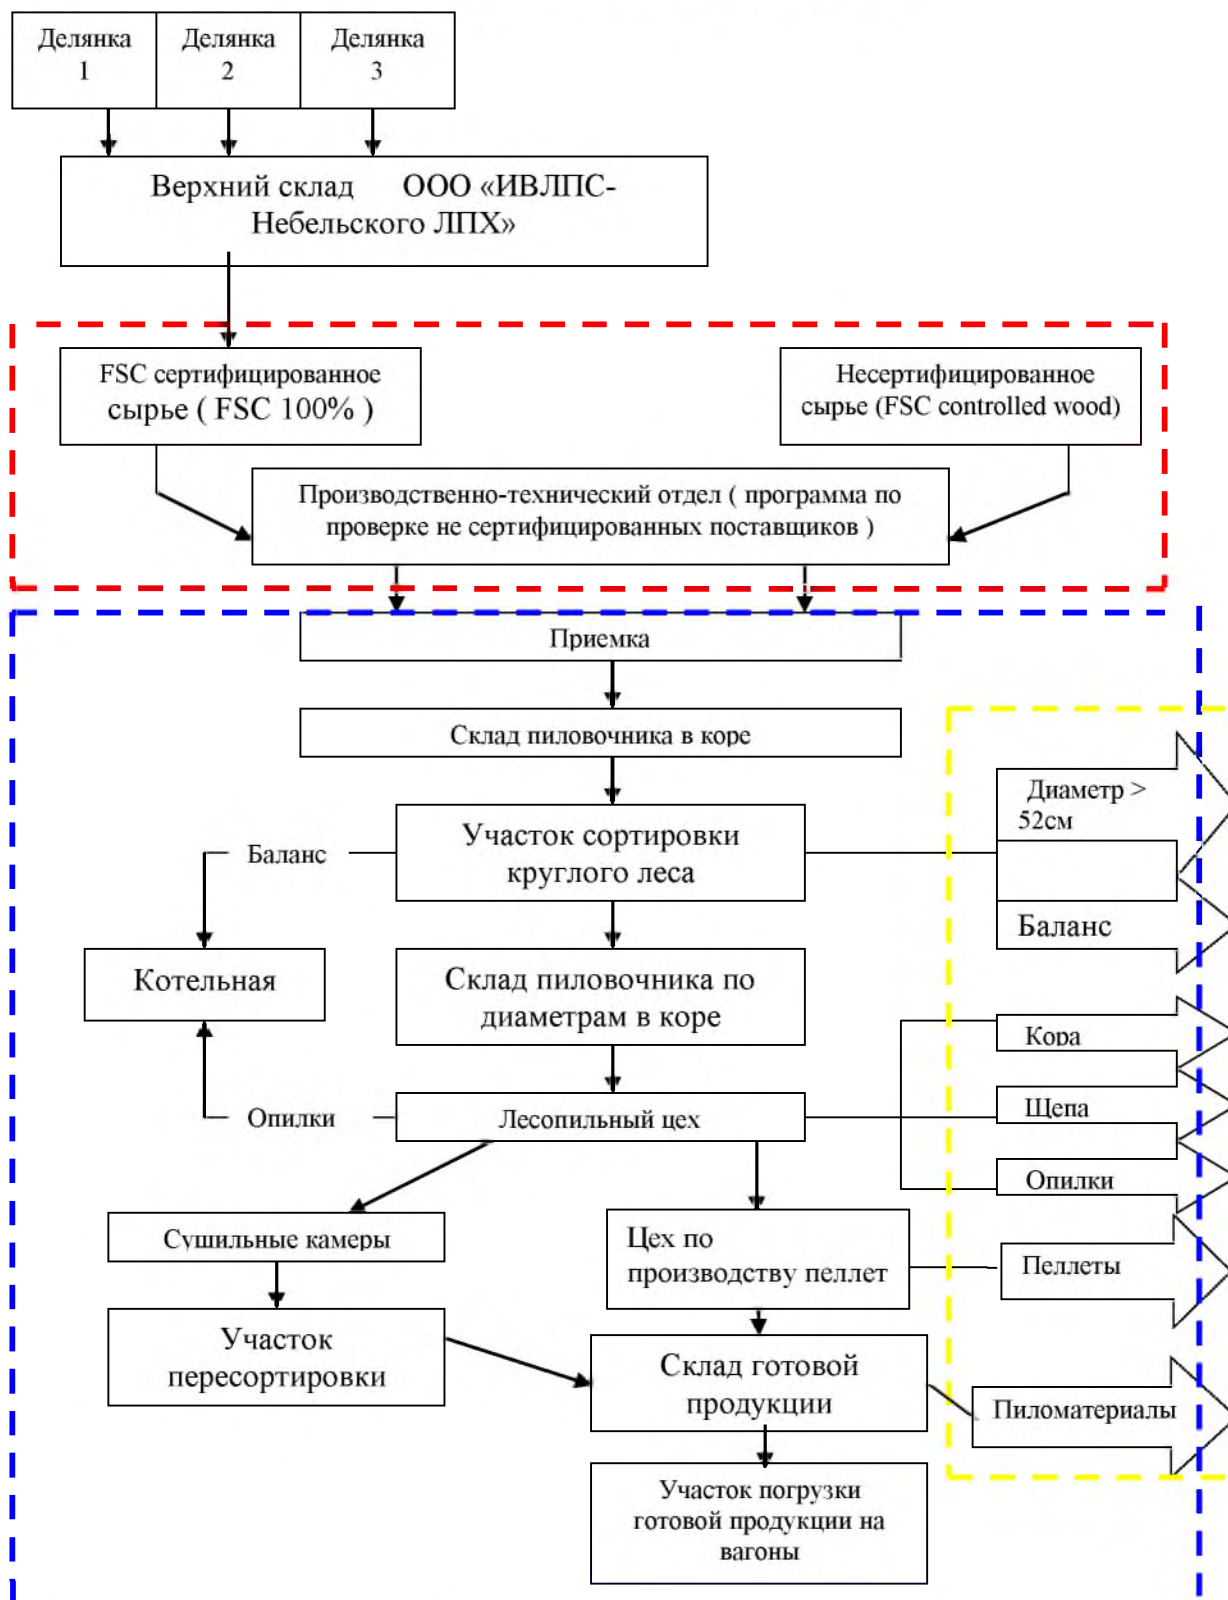 Делянка
1
Делянка
2
Делянка
3
Верхний склад ООО «ИВЛПС-
Небельского ЛПХ»
FSC сертифицированное
сырье ( FSC 100% )
Несертифицированное
сырье (FSC controlled wood)
Производственно-технический отдел ( программа по
проверке не сертифицированных поставщиков )
Приемка
Склад пиловочника в коре
Диаметр >
52см
Участок сортировки
круглого леса
Баланс
Баланс
Котельная
Склад пиловочника по
диаметрам в коре
Кора
Щепа
Опилки
Лесопильный цех
Опилки
Сушильные камеры
Цех по
производству пеллет
Пеллеты
Участок
пересортировки
Склад готовой
продукции
Пиломатериалы
Участок погрузки
готовой продукции на
вагоны